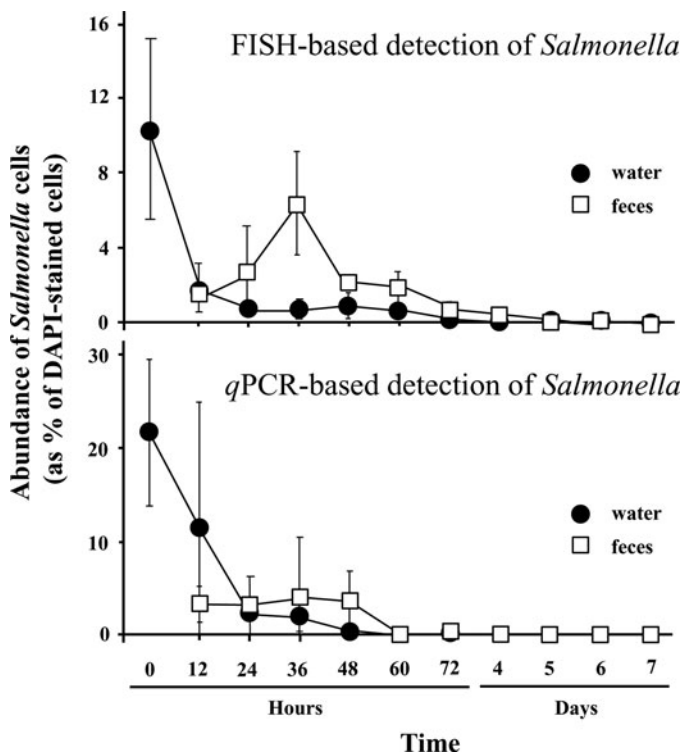 FISH-based detection of Salmonella
16
12
8
4
0
water
feces
Abundance of Salmonella cells
(as % of DAPI-stained cells)
qPCR-based detection of Salmonella
30
20
10
0
water
feces
0 12 24 36 48 60 72 4 5 6 7
Hours Days
Time